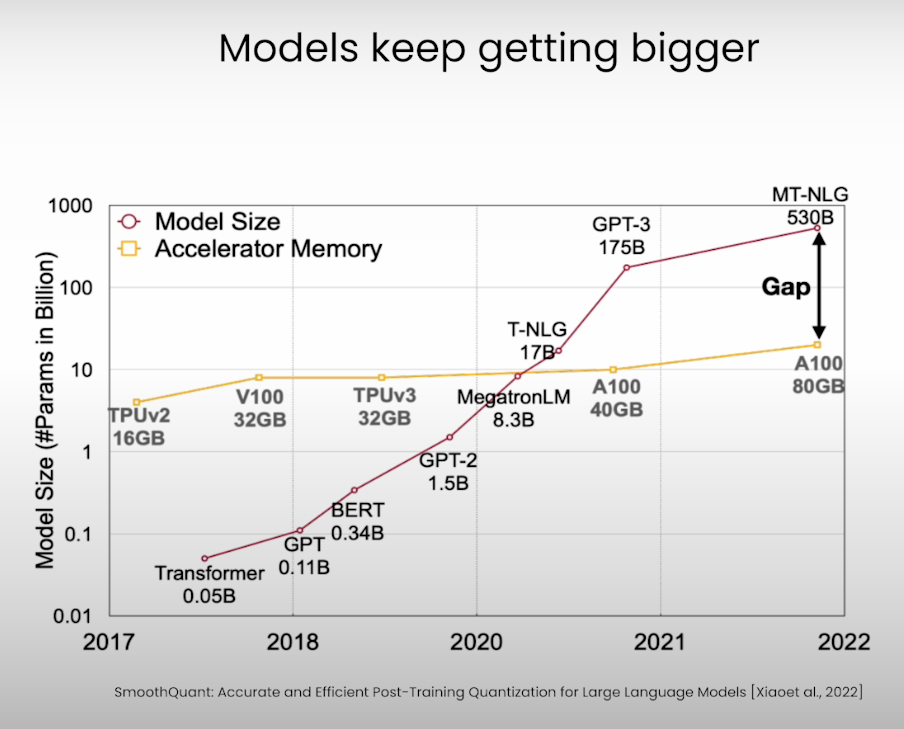 Models keep getting bigger
1000
100
10
1
0.1
0.01
Model Size (#Params in Billion)
Model Size
Accelerator Memory
MT-NLG
530B
GPT-3
175B
Gap
T-NLG
17B
A100
80GB
TPUv2
16GB
V100
32GB
TPUv3
32GB
MegatronLM
8.3B
A100
40GB
GPT-2
1.5B
BERT
0.34B
GPT
0.11B
Transformer
0.05B
2017
2018
2020
2021
2022
SmoothQuant: Accurate and Efficient Post-Training Quantization for Large Language Models [Xiaoet al., 2022]